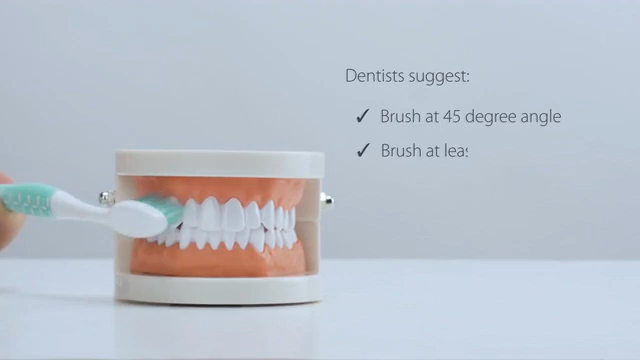 Dentists suggest:
✓ Brush at 45 degree angle
✓ Brush at leas